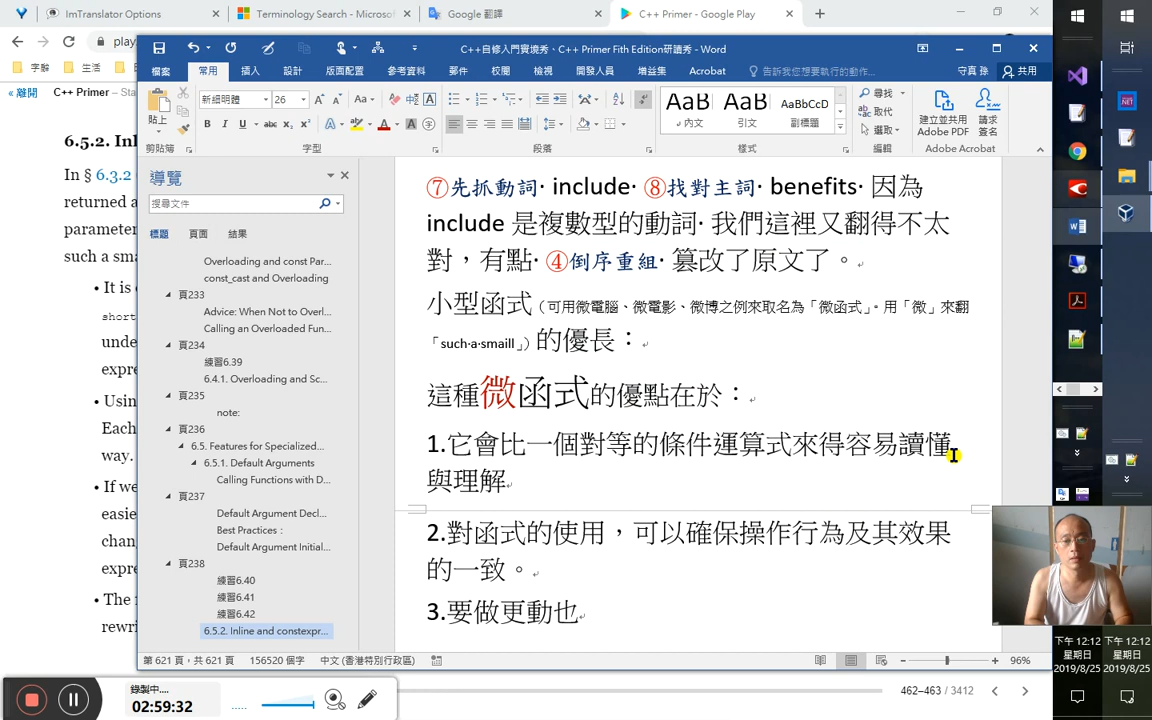 ImTranslator Options
Terminology Search - Microso
Google 翻譯
C++ Primer - Google Play
play.
字辭
生活
離開
C++ Primer – Sta
C++自修入門實境秀、C++ Primer Fith Edition研讀秀 - Word
檔案
常用
插入
設計
版面配置
參考資料
郵件
校閱
檢視
開發人員
增益集
Acrobat
告訴我您想要執行的動作...
守真 孫
共用
貼上
新細明體
26
剪貼簿
字型
段落
AaBb
內文
AaBb
引文
AaBbCcD
副標題
樣式
尋找
取代
選取
編輯
建立並共用
Adobe PDF
請求
簽名
Adobe Acrobat
6.5.2. Inl
In § 6.3.2
returned a
parameter
such a sma
• It is
short
unde
expre
• Using
Each
way.
• If we
easie
chan
expre
• The f
rewri
導覽
搜尋文件
標題
頁面
結果
Overloading and const Par...
const_cast and Overloading
頁233
Advice: When Not to Overl...
Calling an Overloaded Fun...
頁234
練習6.39
6.4.1. Overloading and Sc...
頁235
note:
頁236
6.5. Features for Specialized...
6.5.1. Default Arguments
Calling Functions with D...
頁237
Default Argument Decl...
Best Practices：
Default Argument Initial...
頁238
練習6.40
練習6.41
練習6.42
6.5.2. Inline and constexpr...
⑦先抓動詞· include· ⑧找對主詞· benefits· 因為
include 是複數型的動詞· 我們這裡又翻得不太
對，有點· ④倒序重組· 篡改了原文了。
小型函式（可用微電腦、微電影、微博之例來取名為「微函式」。用「微」來翻
「such·a·smaill」）的優長：
這種微函式的優點在於：
1.它會比一個對等的條件運算式來得容易讀懂
與理解
2.對函式的使用，可以確保操作行為及其效果
的一致。
3.要做更動也
第 621 頁，共 621 頁
156520 個字
中文 (香港特別行政區)
96%
錄製中....
02:59:32
462–463 / 3412
下午 12:12
星期日
2019/8/25
下午 12:12
星期日
2019/8/25